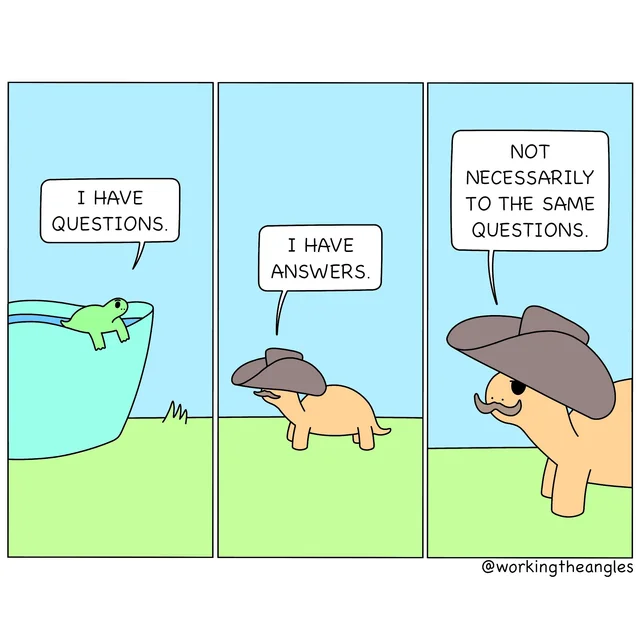 I HAVE
QUESTIONS.
I HAVE
ANSWERS.
NOT
NECESSARILY
TO THE SAME
QUESTIONS.
@workingtheangles